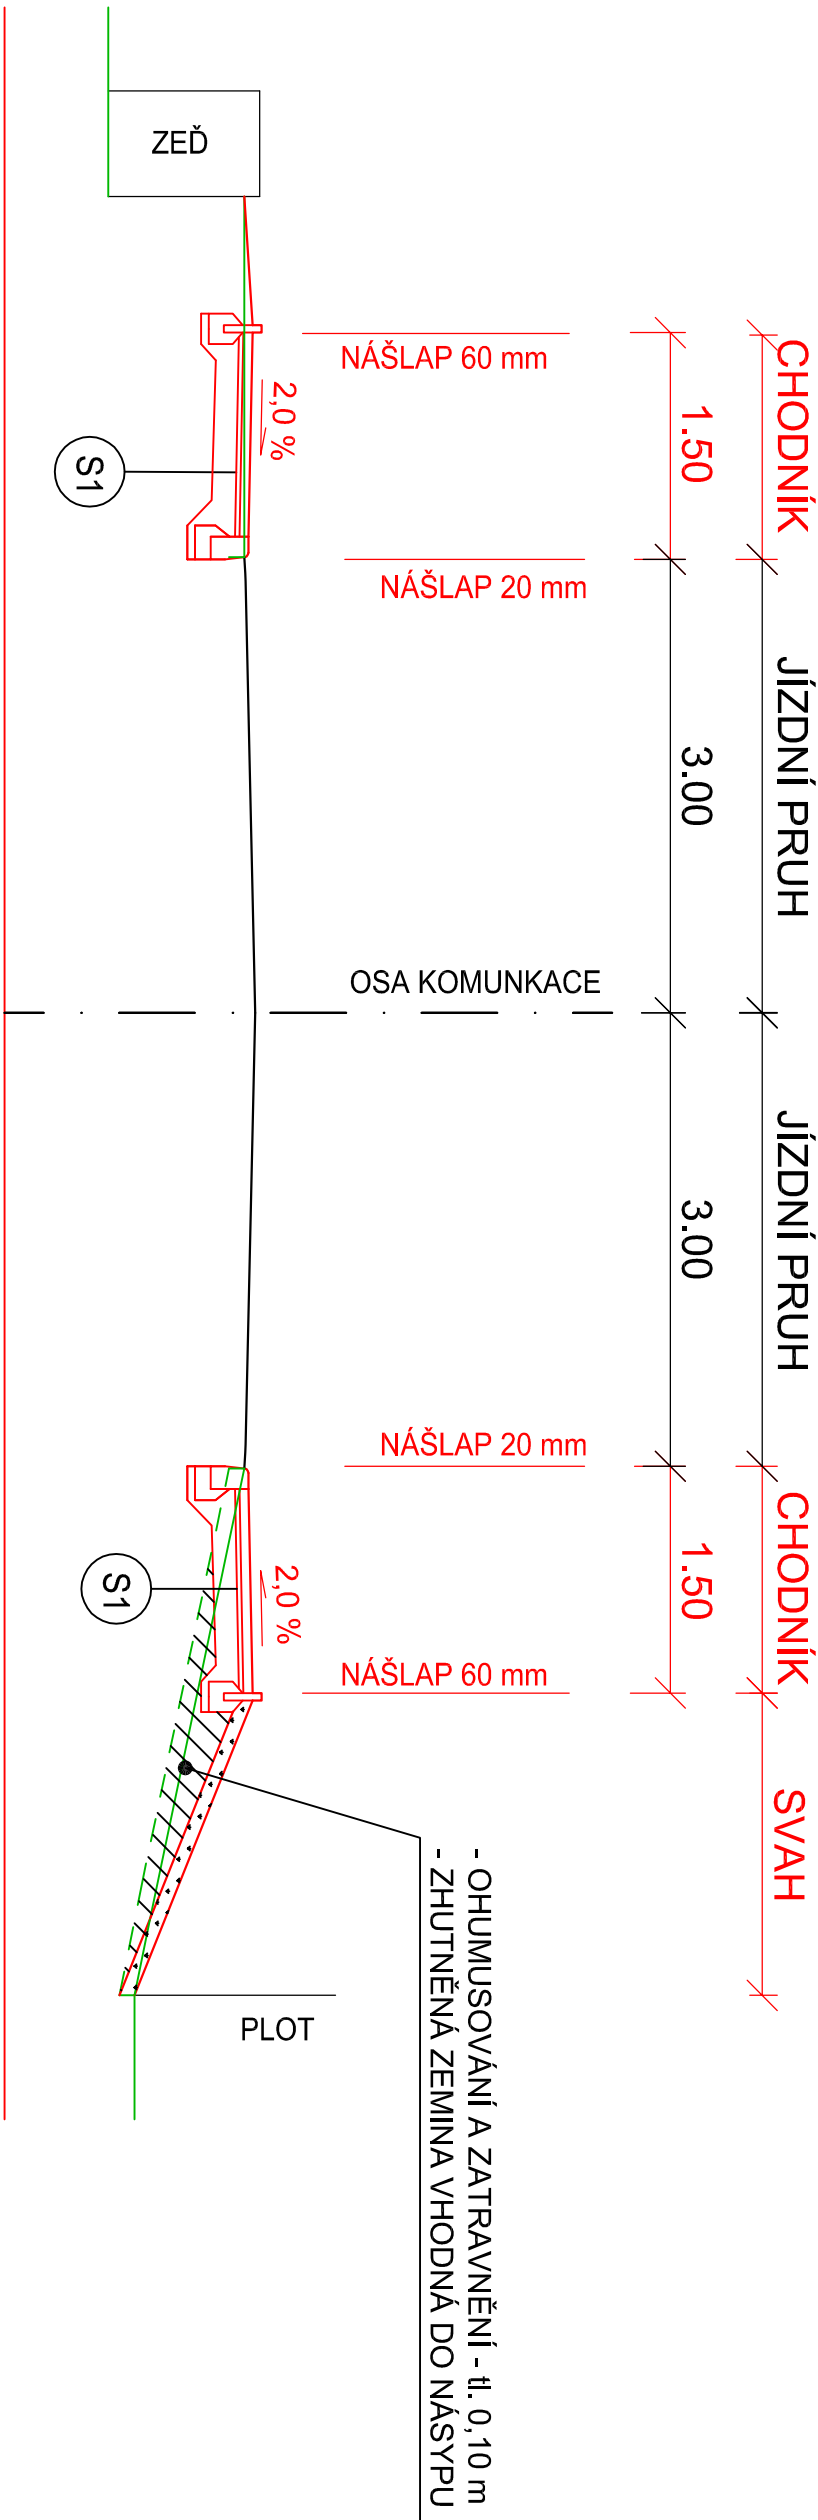 CHODNÍK
JÍZDNÍ PRUH
JÍZDNÍ PRUH
CHODNÍK
SVAH
1.50
3.00
3.00
1.50
NÁŠLAP 60 mm
NÁŠLAP 20 mm
OSA KOMUNKACE
NÁŠLAP 20 mm
NÁŠLAP 60 mm
ZEĎ
2,0 %
S1
2,0 %
S1
PLOT
- OHUMUSOVÁNÍ A ZATRAVNĚNÍ - tl. 0,10 m
- ZHUTNĚNÁ ZEMINA VHODNÁ DO NÁSYPU